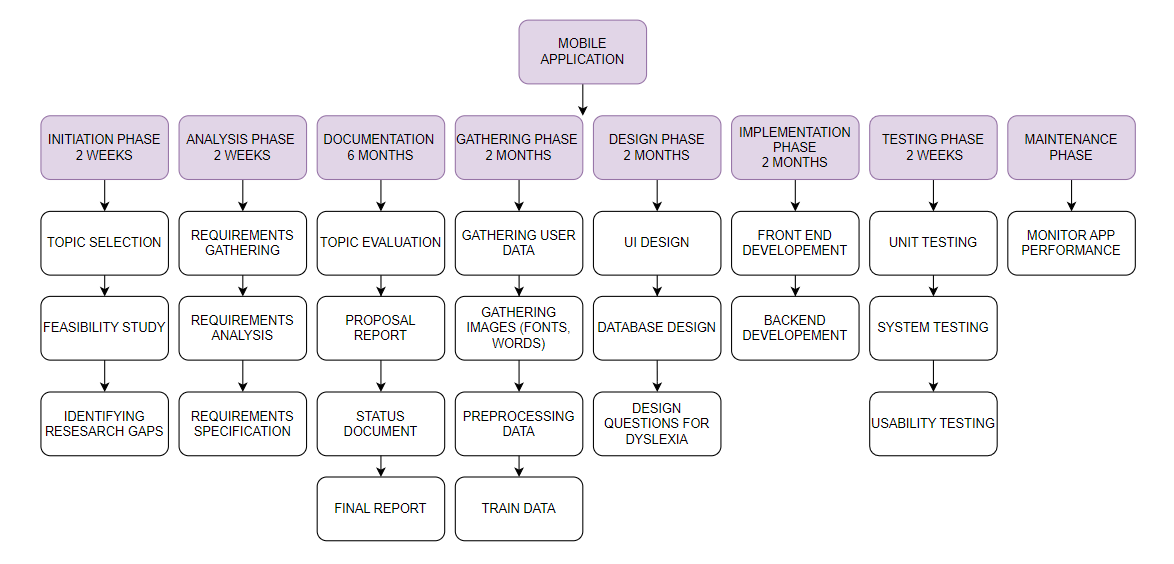 MOBILE
APPLICATION
INITIATION PHASE
2 WEEKS
ANALYSIS PHASE
2 WEEKS
DOCUMENTATION
6 MONTHS
GATHERING PHASE
2 MONTHS
DESIGN PHASE
2 MONTHS
IMPLEMENTATION
PHASE
2 MONTHS
TESTING PHASE
2 WEEKS
MAINTENANCE
PHASE
TOPIC SELECTION
REQUIREMENTS
GATHERING
TOPIC EVALUATION
GATHERING USER
DATA
UI DESIGN
FRONT END
DEVELOPEMENT
UNIT TESTING
MONITOR APP
PERFORMANCE
FEASIBILITY STUDY
REQUIREMENTS
ANALYSIS
PROPOSAL
REPORT
GATHERING
IMAGES (FONTS,
WORDS)
DATABASE DESIGN
BACKEND
DEVELOPEMENT
SYSTEM TESTING
IDENTIFYING
RESESARCH GAPS
REQUIREMENTS
SPECIFICATION
STATUS
DOCUMENT
PREPROCESSING
DATA
DESIGN
QUESTIONS FOR
DYSLEXIA
USABILITY TESTING
FINAL REPORT
TRAIN DATA